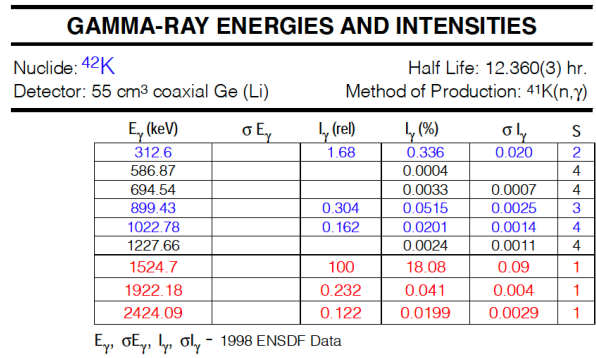 GAMMA-RAY ENERGIES AND INTENSITIES
Nuclide: ⁴²K Half Life: 12.360(3) hr.
Detector: 55 cm³ coaxial Ge (Li) Method of Production: ⁴¹K(n,γ)
Eγ (keV) σ Eγ Iγ (rel) Iγ (%) σ Iγ S
312.6 1.68 0.336 0.020 2
586.87 0.0004 4
694.54 0.0033 0.0007 4
899.43 0.304 0.0515 0.0025 3
1022.78 0.162 0.0201 0.0014 4
1227.66 0.0024 0.0011 4
1524.7 100 18.08 0.09 1
1922.18 0.232 0.041 0.004 1
2424.09 0.122 0.0199 0.0029 1
Eγ, σEγ, Iγ, σIγ - 1998 ENSDF Data